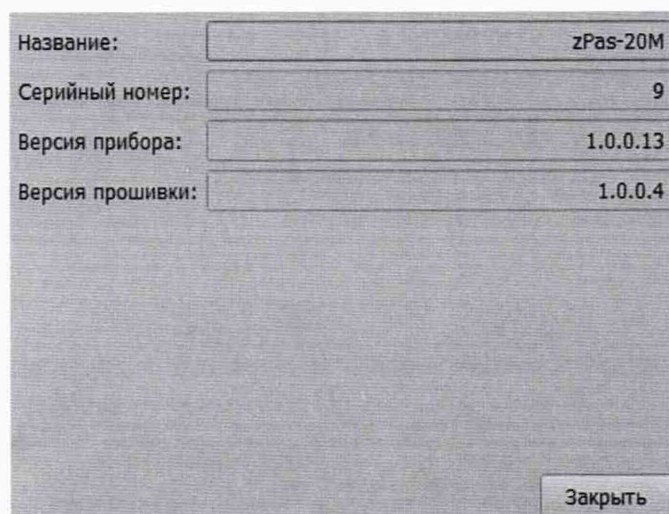 Название: zPas-20M
Серийный номер: 9
Версия прибора: 1.0.0.13
Версия прошивки: 1.0.0.4
Закрыть